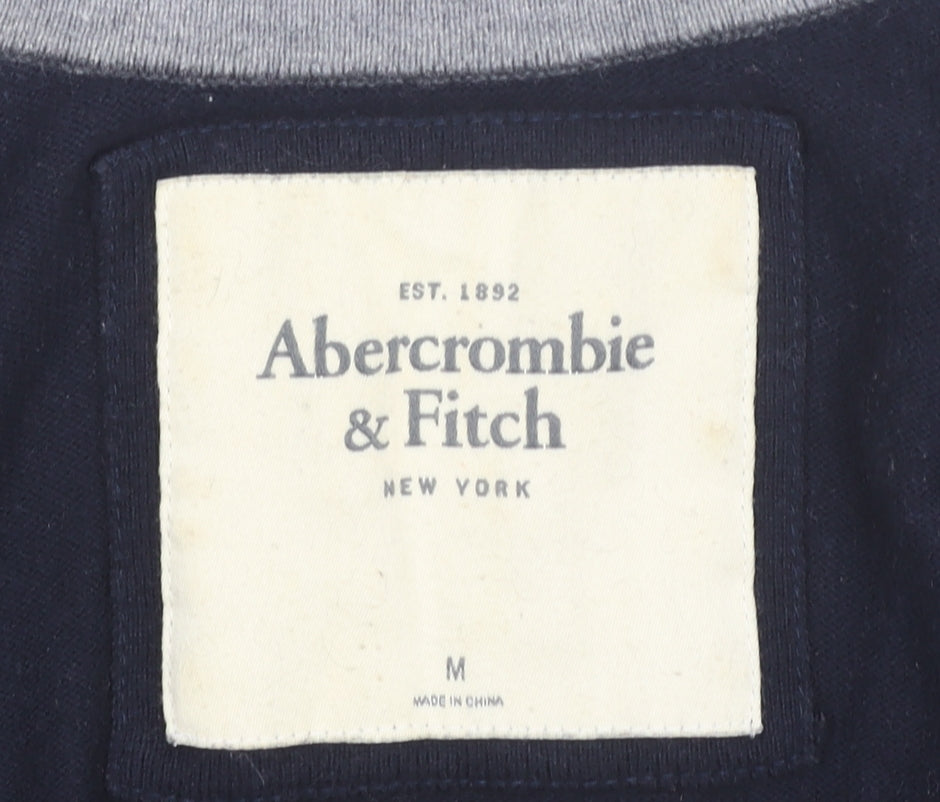 EST. 1892
Abercrombie
& Fitch
NEW YORK
M
MADE IN CHINA